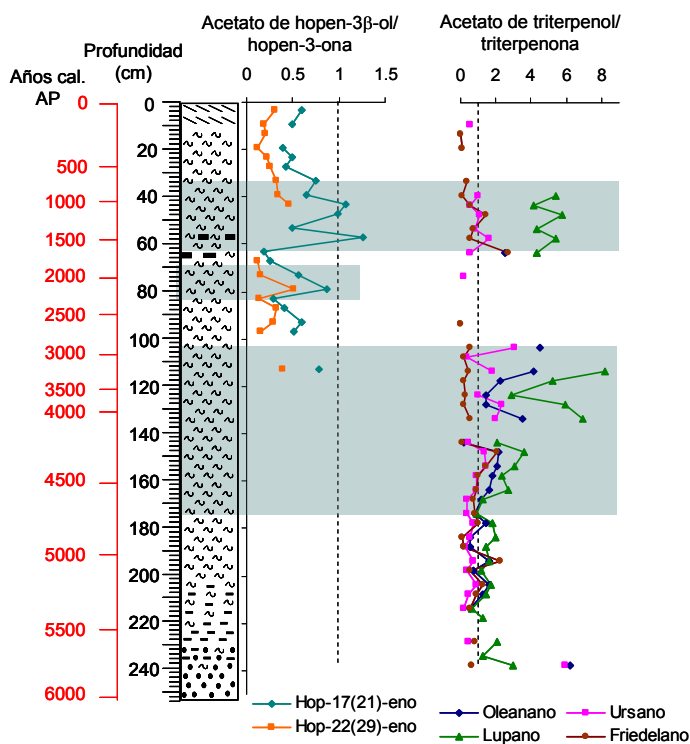 Acetato de hopen-3β-ol/
hopen-3-ona
Acetato de triterpenol/
triterpenona
Profundidad
(cm)
Años cal.
AP
0 0.5 1 1.5
0 2 4 6 8
0
500
1000
1500
2000
2500
3000
3500
4000
4500
5000
5500
6000
0
20
40
60
80
100
120
140
160
180
200
220
240
Hop-17(21)-eno
Hop-22(29)-eno
Oleanano
Ursano
Lupano
Friedelano